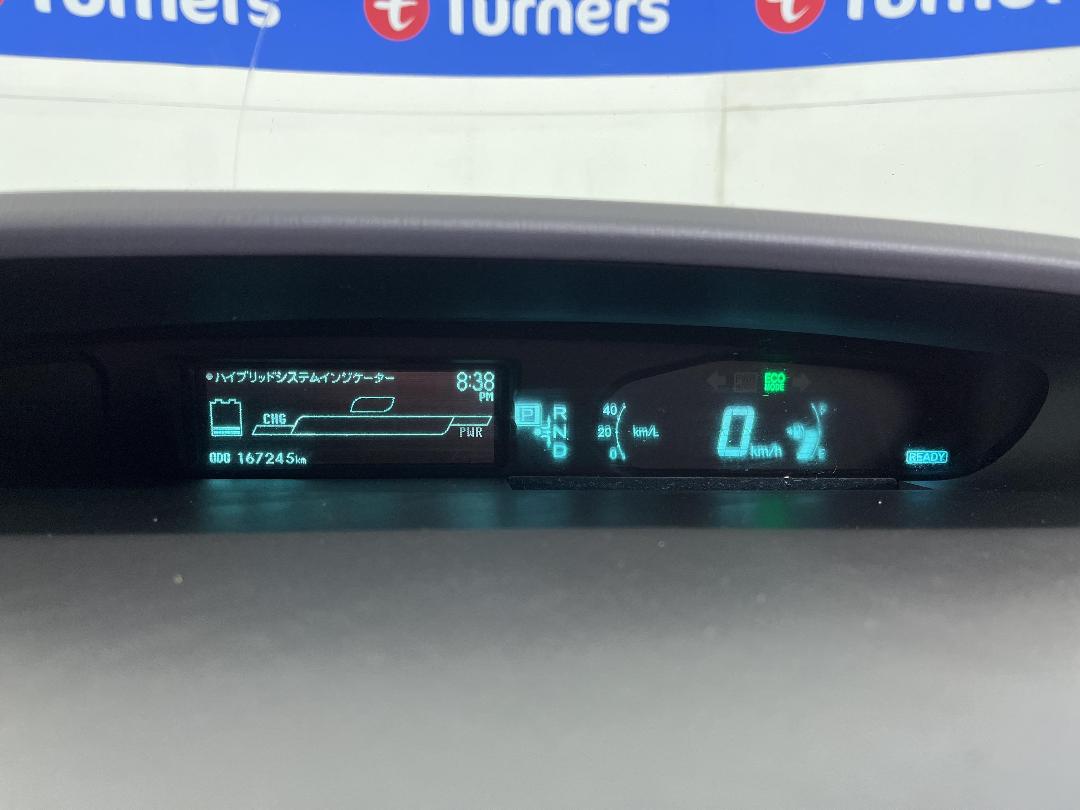 Turners
t Turners
t Turners
•ハイブリッドシステムインジケーター 8:38
PM
CHG
PWR
ODO 167245km
P R
N
D
40
20 km/L
0
ECO
MODE
0 km/h
F
E
READY